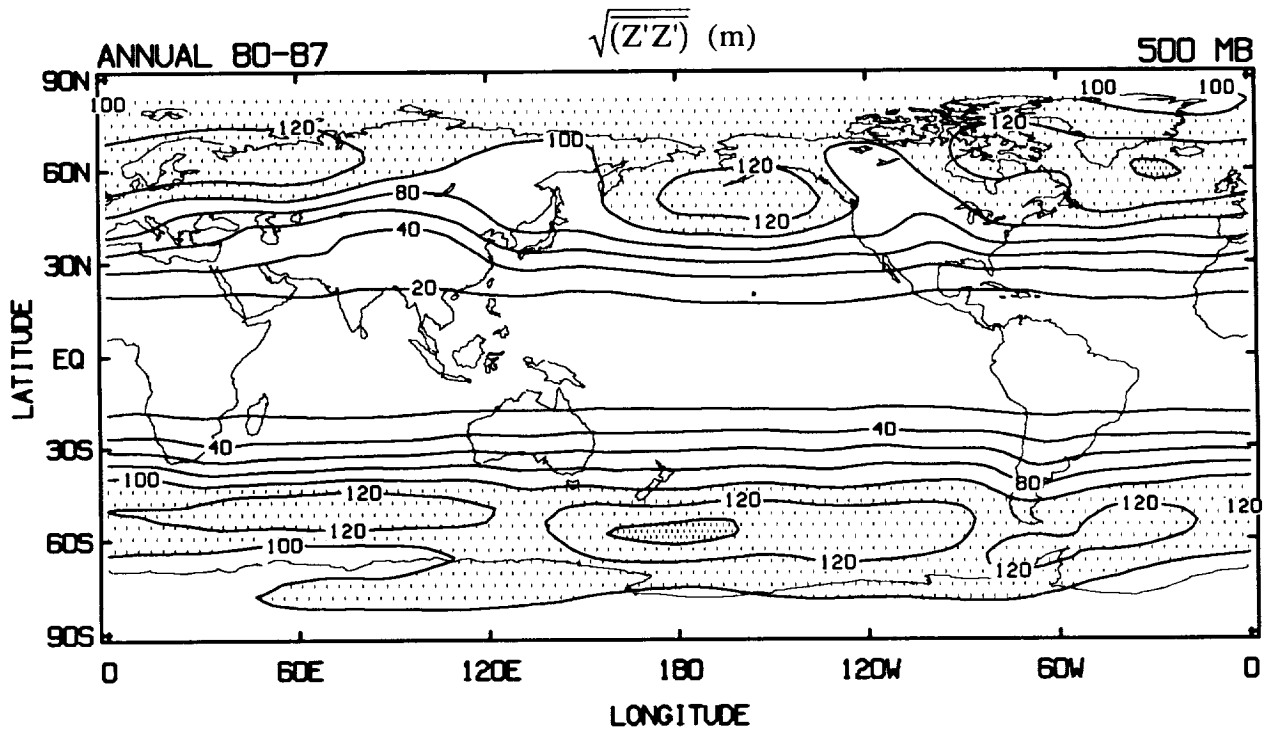 √(Z'Z') (m)
ANNUAL 80-87 500 MB
90N
100 100 100
120 120
100
60N
120
80
120
40
30N
20
LATITUDE
EQ
40
30S 40
80
100 120 120 120 120
120
60S 100 120
120
90S
0 60E 120E 180 120W 60W 0
LONGITUDE